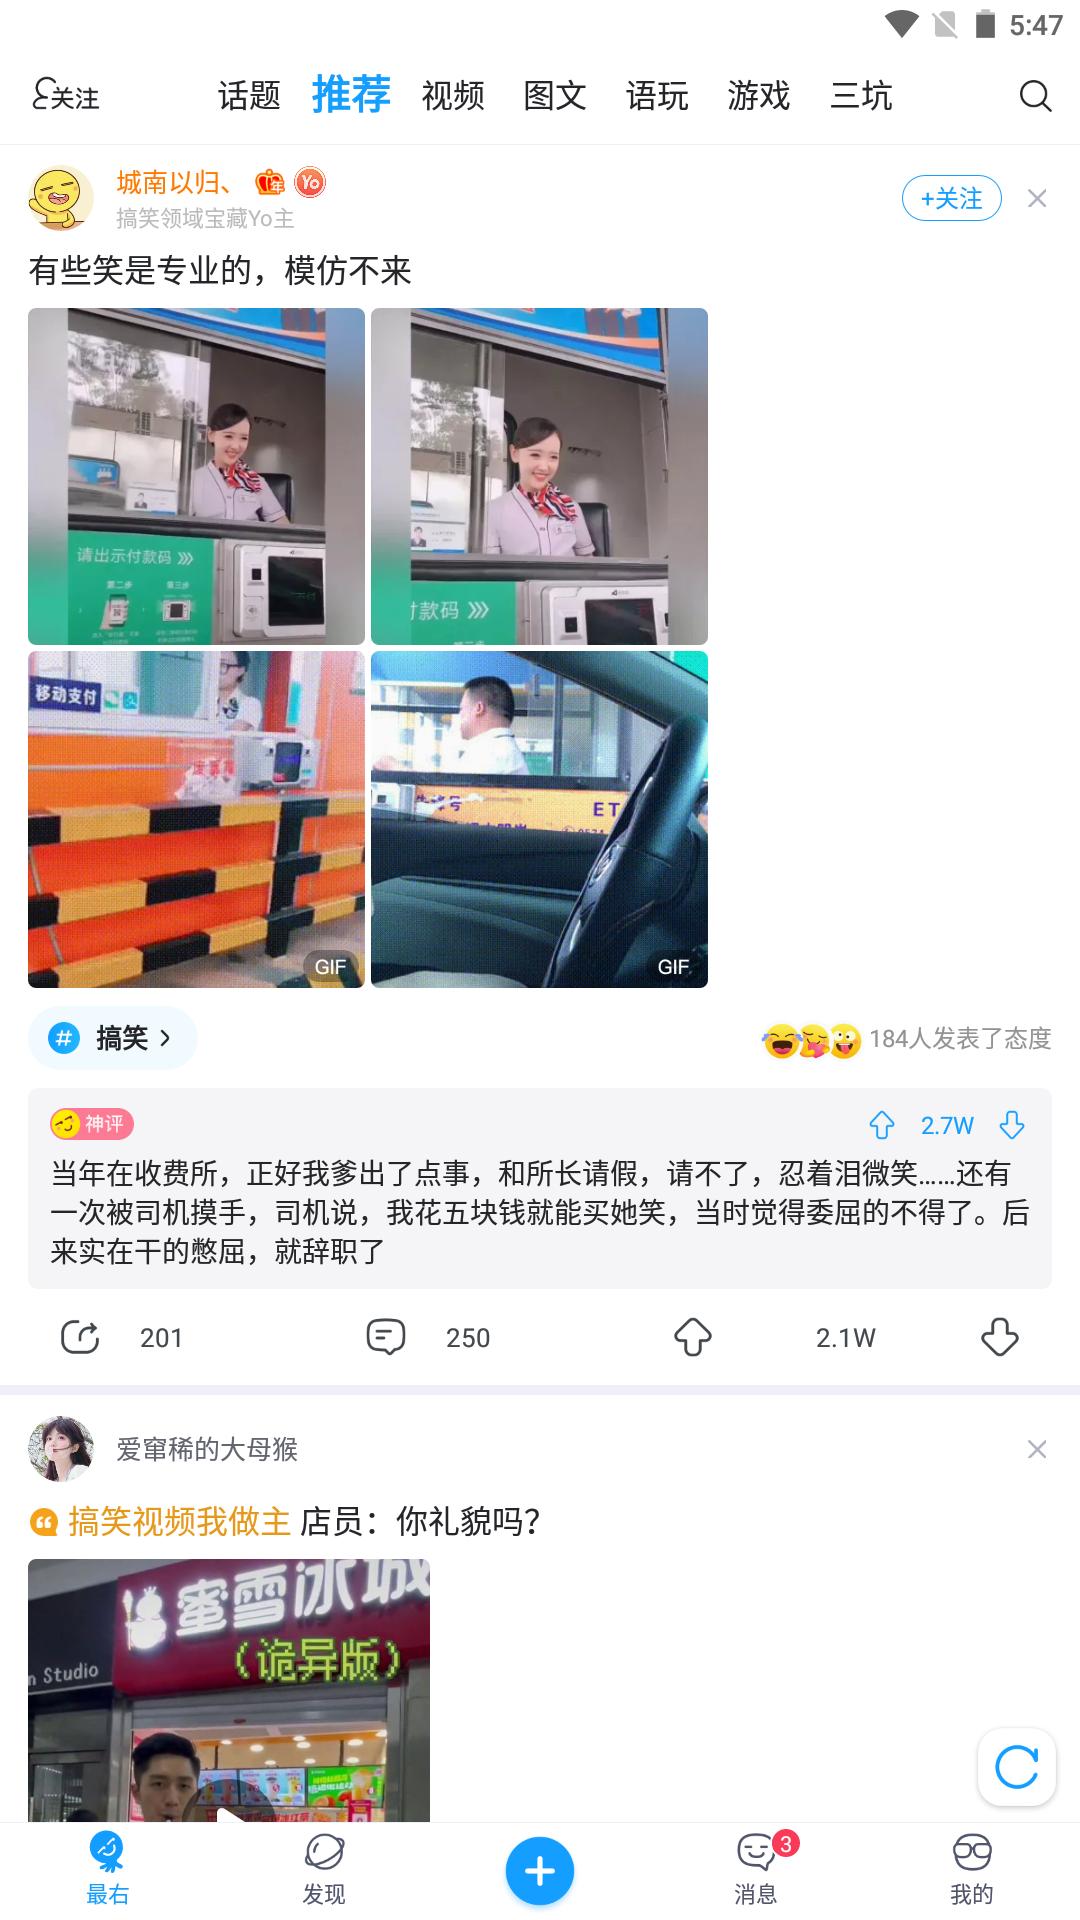 5:47
关注 话题 推荐 视频 图文 语玩 游戏 三坑
城南以归、 年 Yo
搞笑领域宝藏Yo主
+关注
有些笑是专业的，模仿不来
请出示付款码
第二步 第三步
付款码
移动支付
ET
GIF
GIF
# 搞笑
184人发表了态度
神评
2.7W
当年在收费所，正好我爹出了点事，和所长请假，请不了，忍着泪微笑……还有
一次被司机摸手，司机说，我花五块钱就能买她笑，当时觉得委屈的不得了。后
来实在干的憋屈，就辞职了
201 250 2.1W
爱窜稀的大母猴
搞笑视频我做主 店员：你礼貌吗？
蜜雪冰城
（诡异版）
n Studio
最右 发现 消息 3 我的